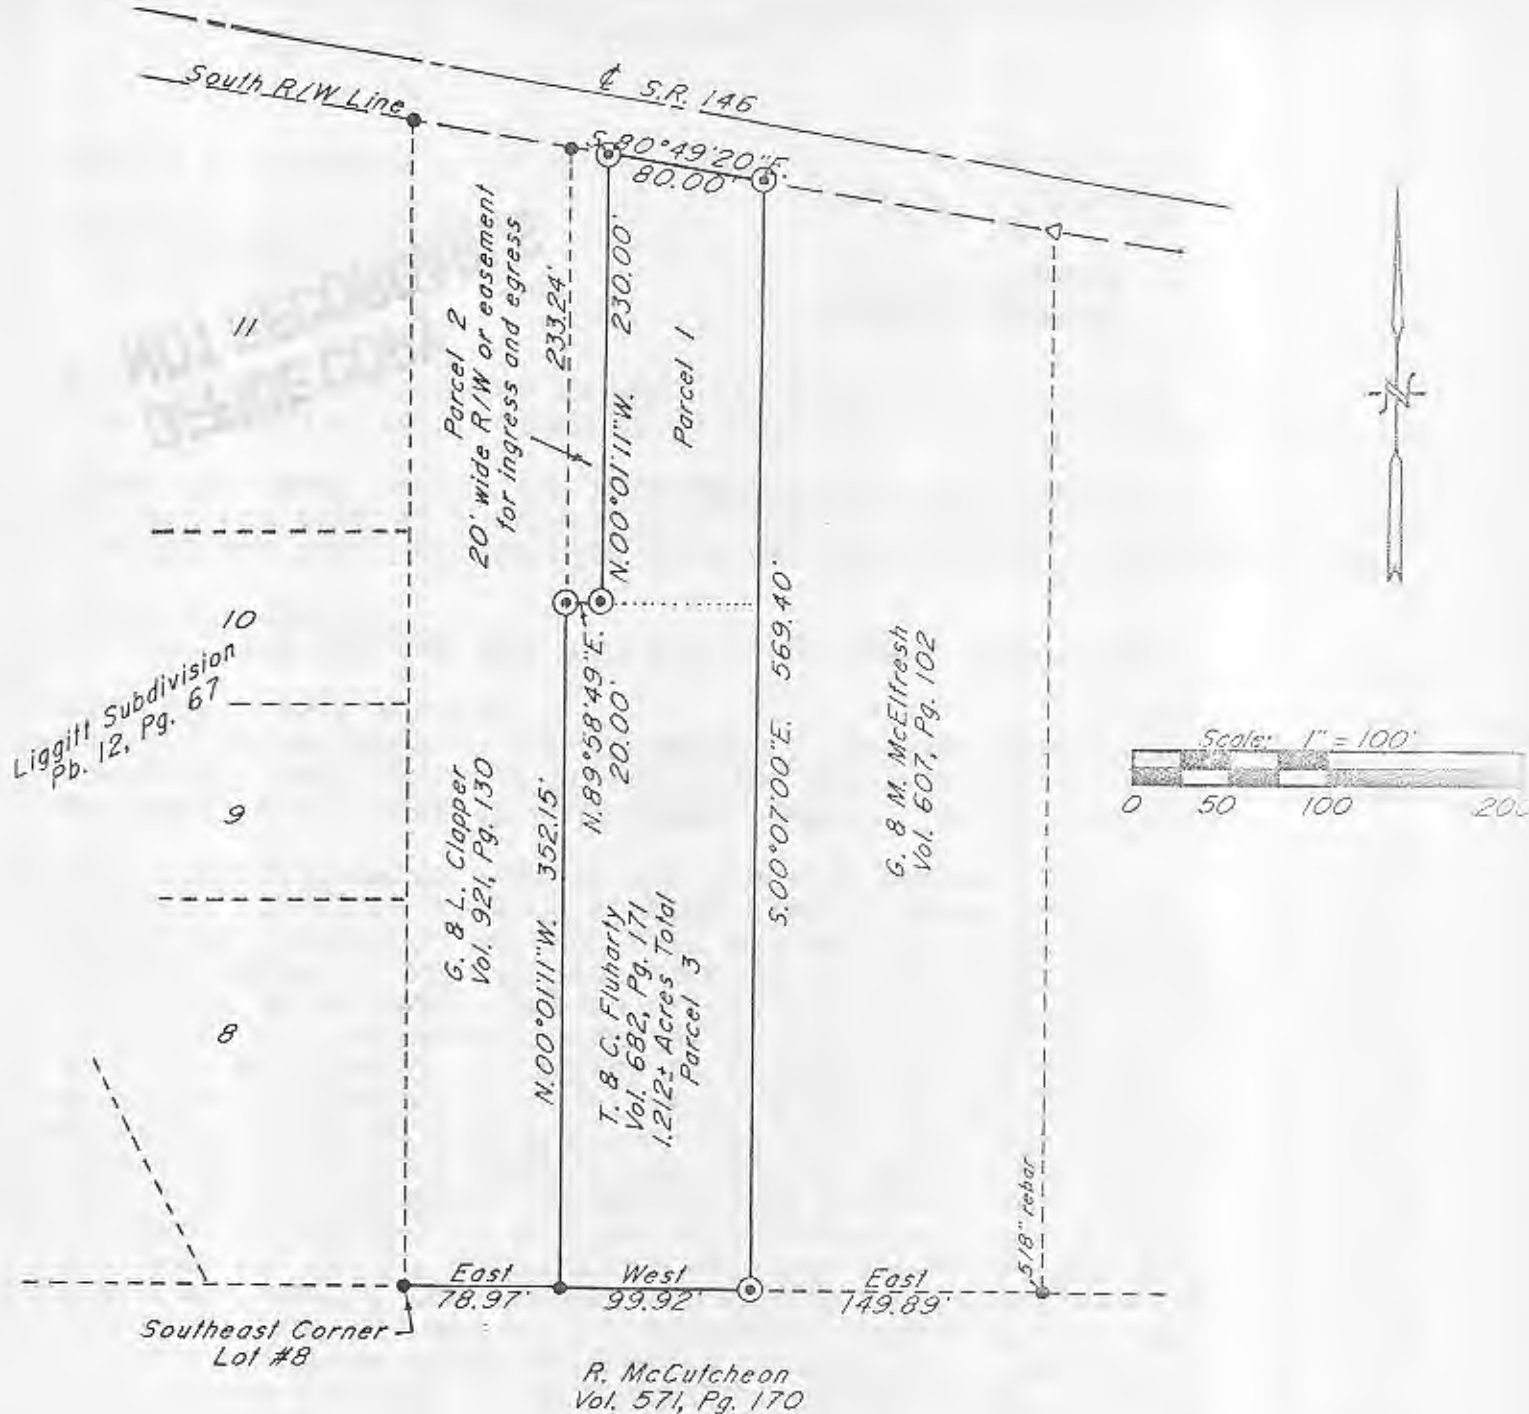 South R/W Line
₵ S.R. 146
S.80°49'20"E.
80.00'
Parcel 2
20' wide R/W or easement
for ingress and egress
233.24'
N.00°01'11"W. 230.00'
Parcel 1
11
10
Liggitt Subdivision
Pb. 12, Pg. 67
9
8
G. & L. Clapper
Vol. 921, Pg. 130
N.00°01'11"W. 352.15'
N.89°58'49"E.
20.00'
T. & C. Fluharty
Vol. 682, Pg. 171
1.212± Acres Total
Parcel 3
S.00°07'00"E. 569.40'
G. & M. McElfresh
Vol. 607, Pg. 102
Scale: 1" = 100'
0 50 100 200
5/8" rebar
East
78.97'
West
99.92'
East
149.89'
Southeast Corner
Lot #8
R. McCutcheon
Vol. 571, Pg. 170